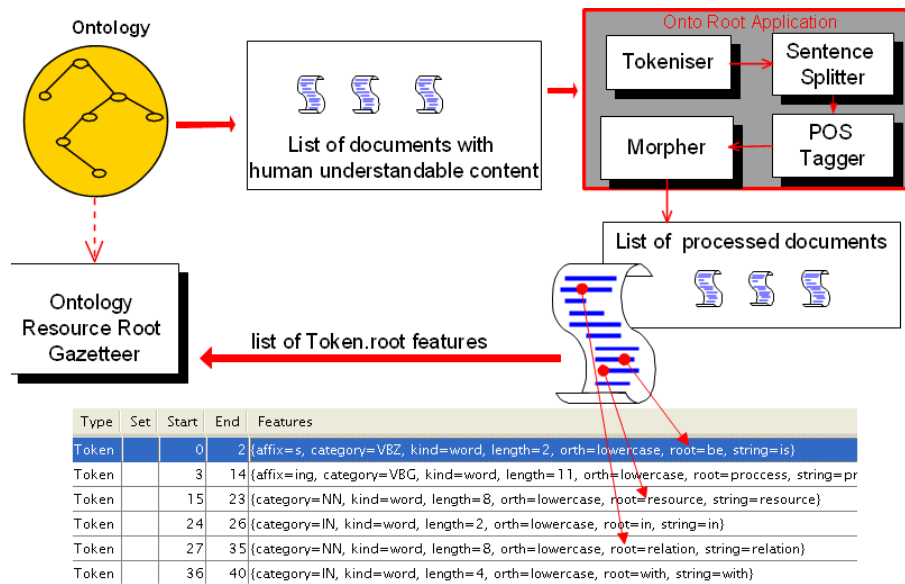 Ontology
List of documents with
human understandable content
Onto Root Application
Tokeniser
Sentence
Splitter
Morpher
POS
Tagger
List of processed documents
Ontology
Resource Root
Gazetteer
list of Token.root features
Type Set Start End Features
Token 0 2 {affix=s, category=VBZ, kind=word, length=2, orth=lowercase, root=be, string=is}
Token 3 14 {affix=ing, category=VBG, kind=word, length=11, orth=lowercase, root=proccess, string=pr
Token 15 23 {category=NN, kind=word, length=8, orth=lowercase, root=resource, string=resource}
Token 24 26 {category=IN, kind=word, length=2, orth=lowercase, root=in, string=in}
Token 27 35 {category=NN, kind=word, length=8, orth=lowercase, root=relation, string=relation}
Token 36 40 {category=IN, kind=word, length=4, orth=lowercase, root=with, string=with}